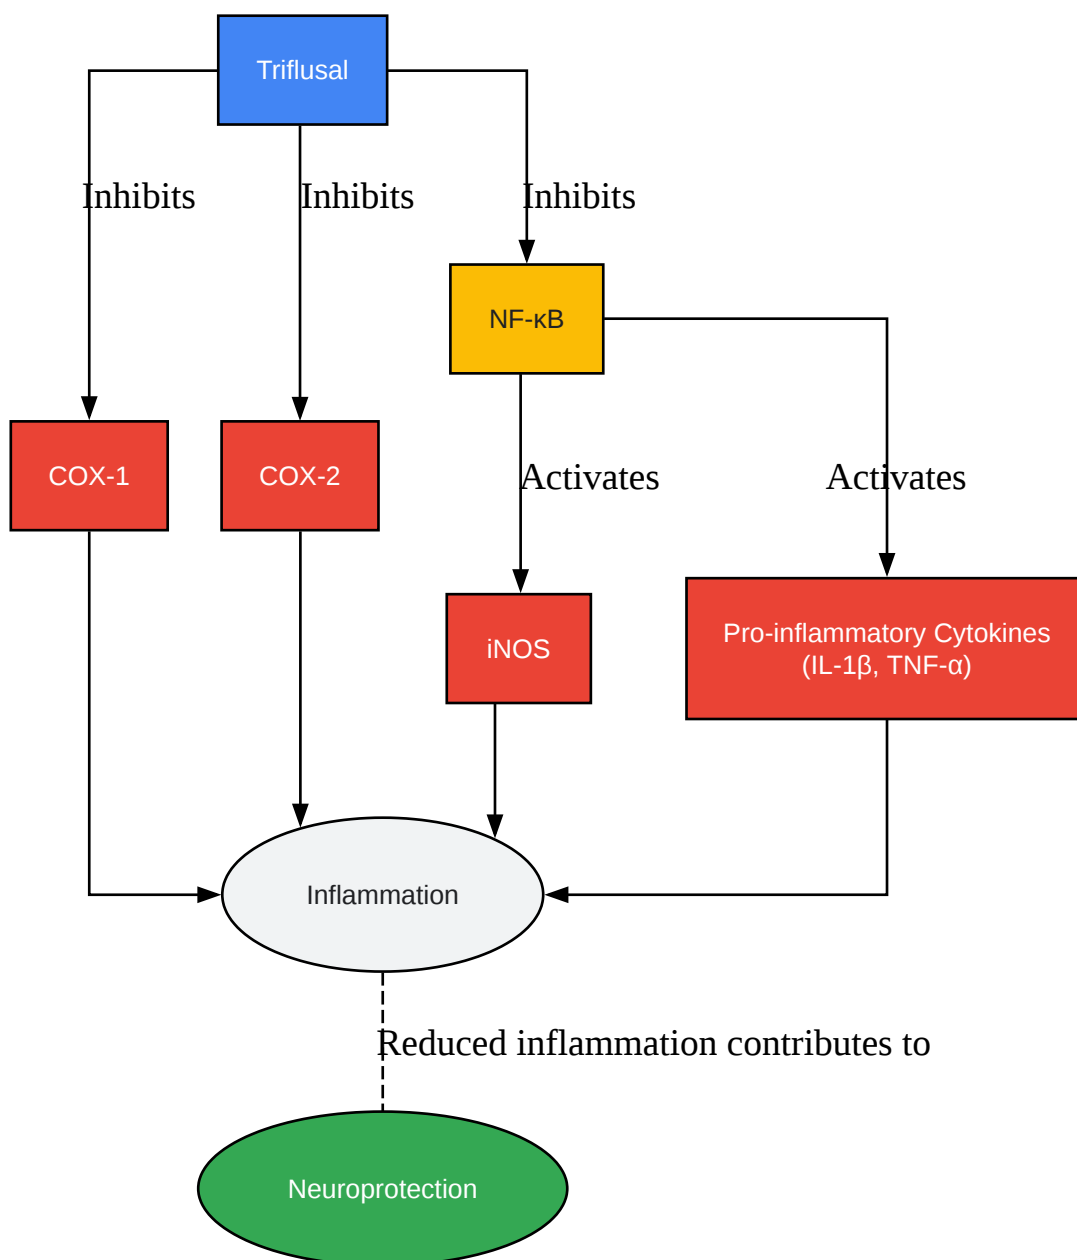 Triflusal
Inhibits
Inhibits
Inhibits
NF-κB
COX-1
COX-2
Activates
Activates
iNOS
Pro-inflammatory Cytokines
(IL-1β, TNF-α)
Inflammation
Reduced inflammation contributes to
Neuroprotection